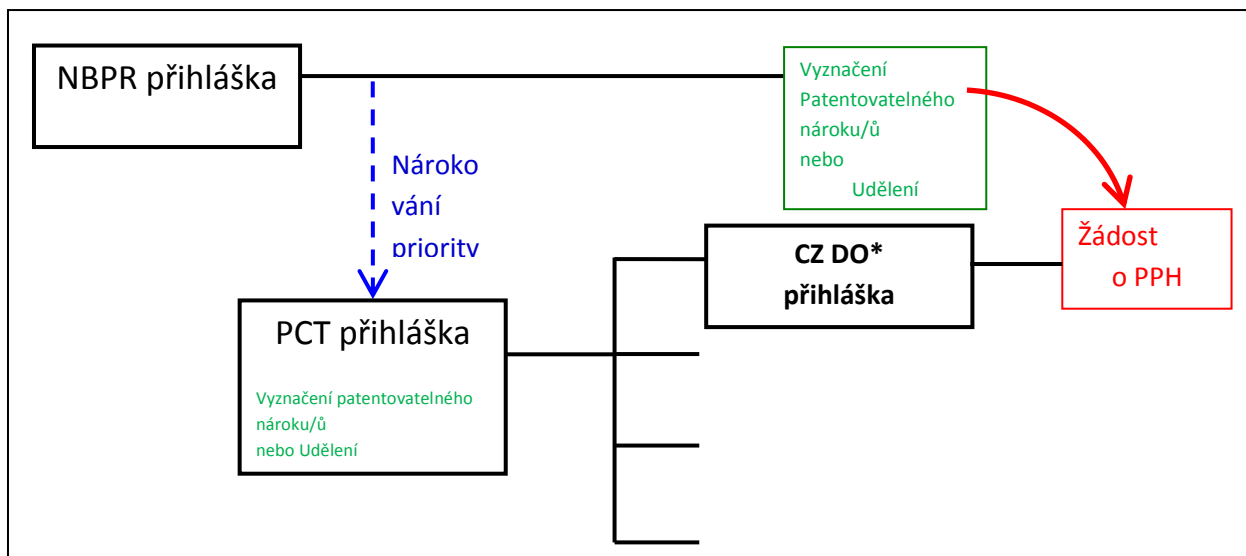 NBPR přihláška
Vyznačení
Patentovatelného
nároku/ů
nebo
Udělení
Nároko
vání
priority
Žádost
o PPH
CZ DO*
přihláška
PCT přihláška
Vyznačení patentovatelného
nároku/ů
nebo Udělení